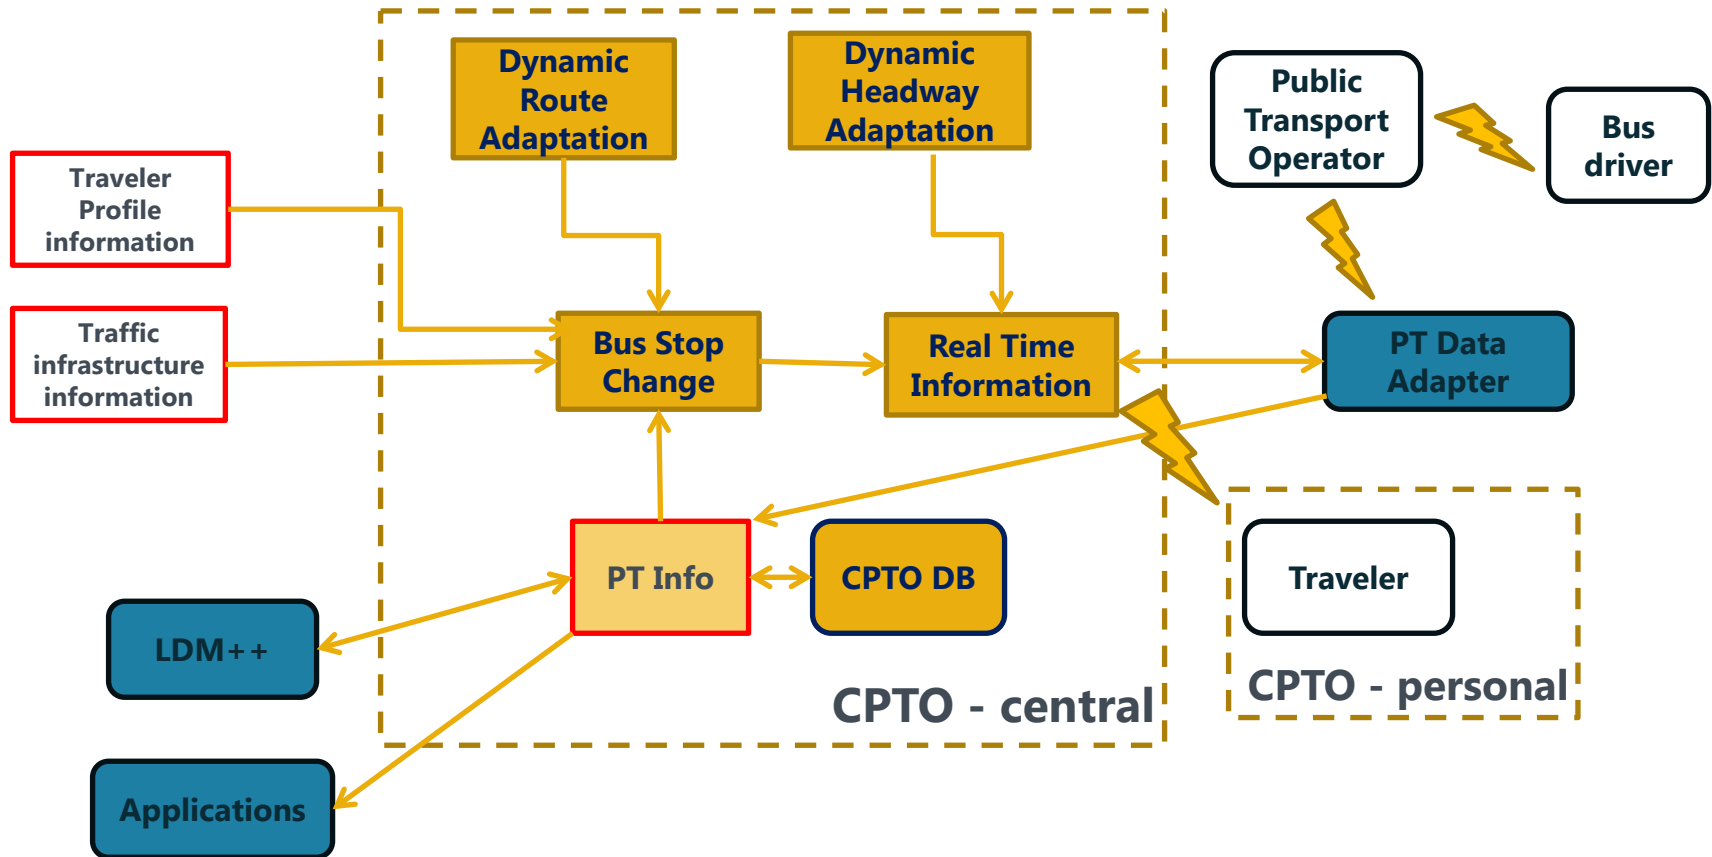 Dynamic
Route
Adaptation
Dynamic
Headway
Adaptation
Public
Transport
Operator
Bus
driver
Traveler
Profile
information
Traffic
infrastructure
information
Bus Stop
Change
Real Time
Information
PT Data
Adapter
PT Info
CPTO DB
Traveler
LDM++
CPTO - central
CPTO - personal
Applications